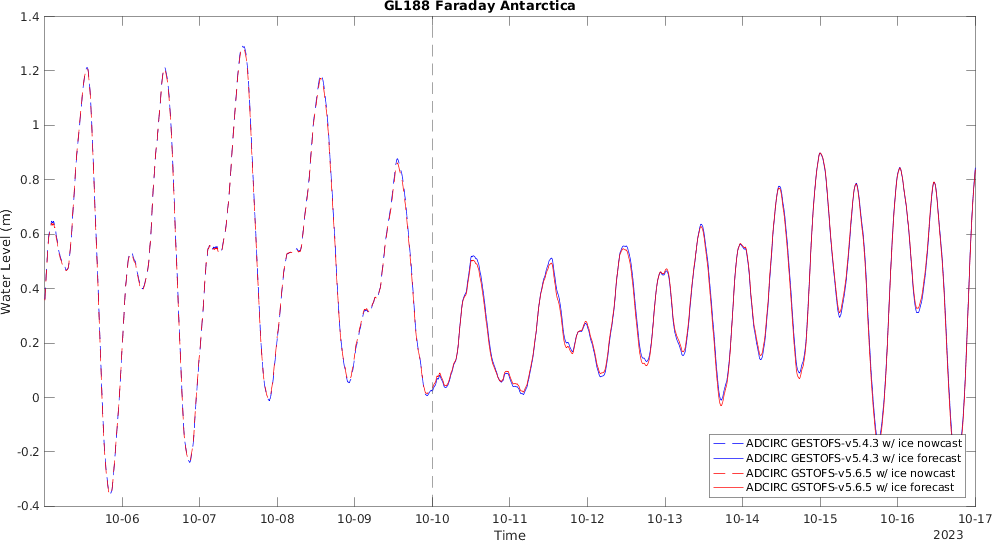 GL188 Faraday Antarctica
1.4
1.2
1
0.8
0.6
0.4
0.2
0
-0.2
-0.4
Water Level (m)
ADCIRC GESTOFS-v5.4.3 w/ ice nowcast
ADCIRC GESTOFS-v5.4.3 w/ ice forecast
ADCIRC GSTOFS-v5.6.5 w/ ice nowcast
ADCIRC GSTOFS-v5.6.5 w/ ice forecast
10-06 10-07 10-08 10-09 10-10 10-11 10-12 10-13 10-14 10-15 10-16 10-17
Time
2023